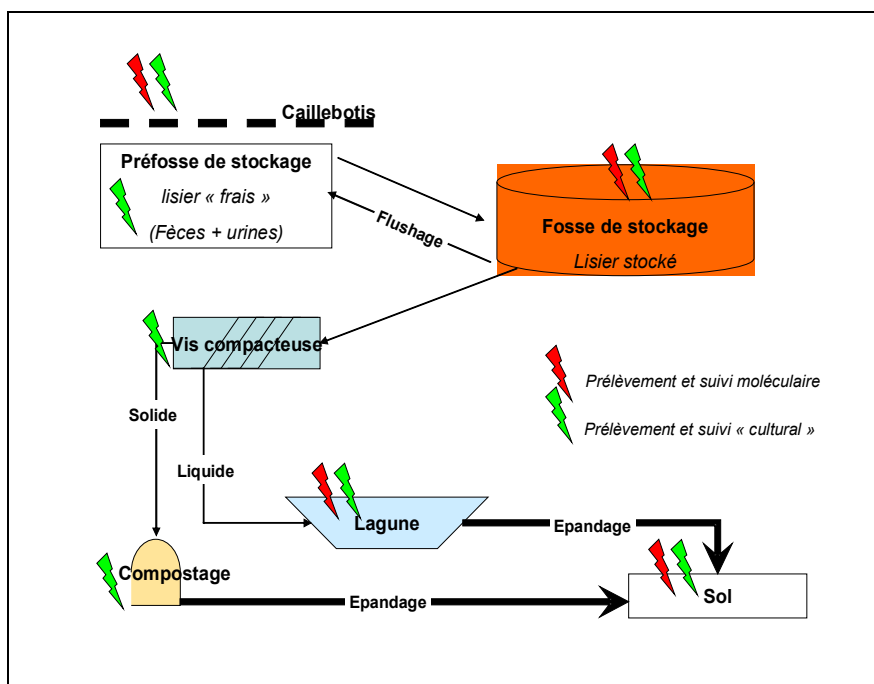 Caillebotis
Préfosse de stockage
lisier « frais »
(Fèces + urines)
Flushage
Fosse de stockage
Lisier stocké
Vis compacteuse
Prélèvement et suivi moléculaire
Prélèvement et suivi « cultural »
Solide
Liquide
Lagune
Epandage
Compostage
Epandage
Sol